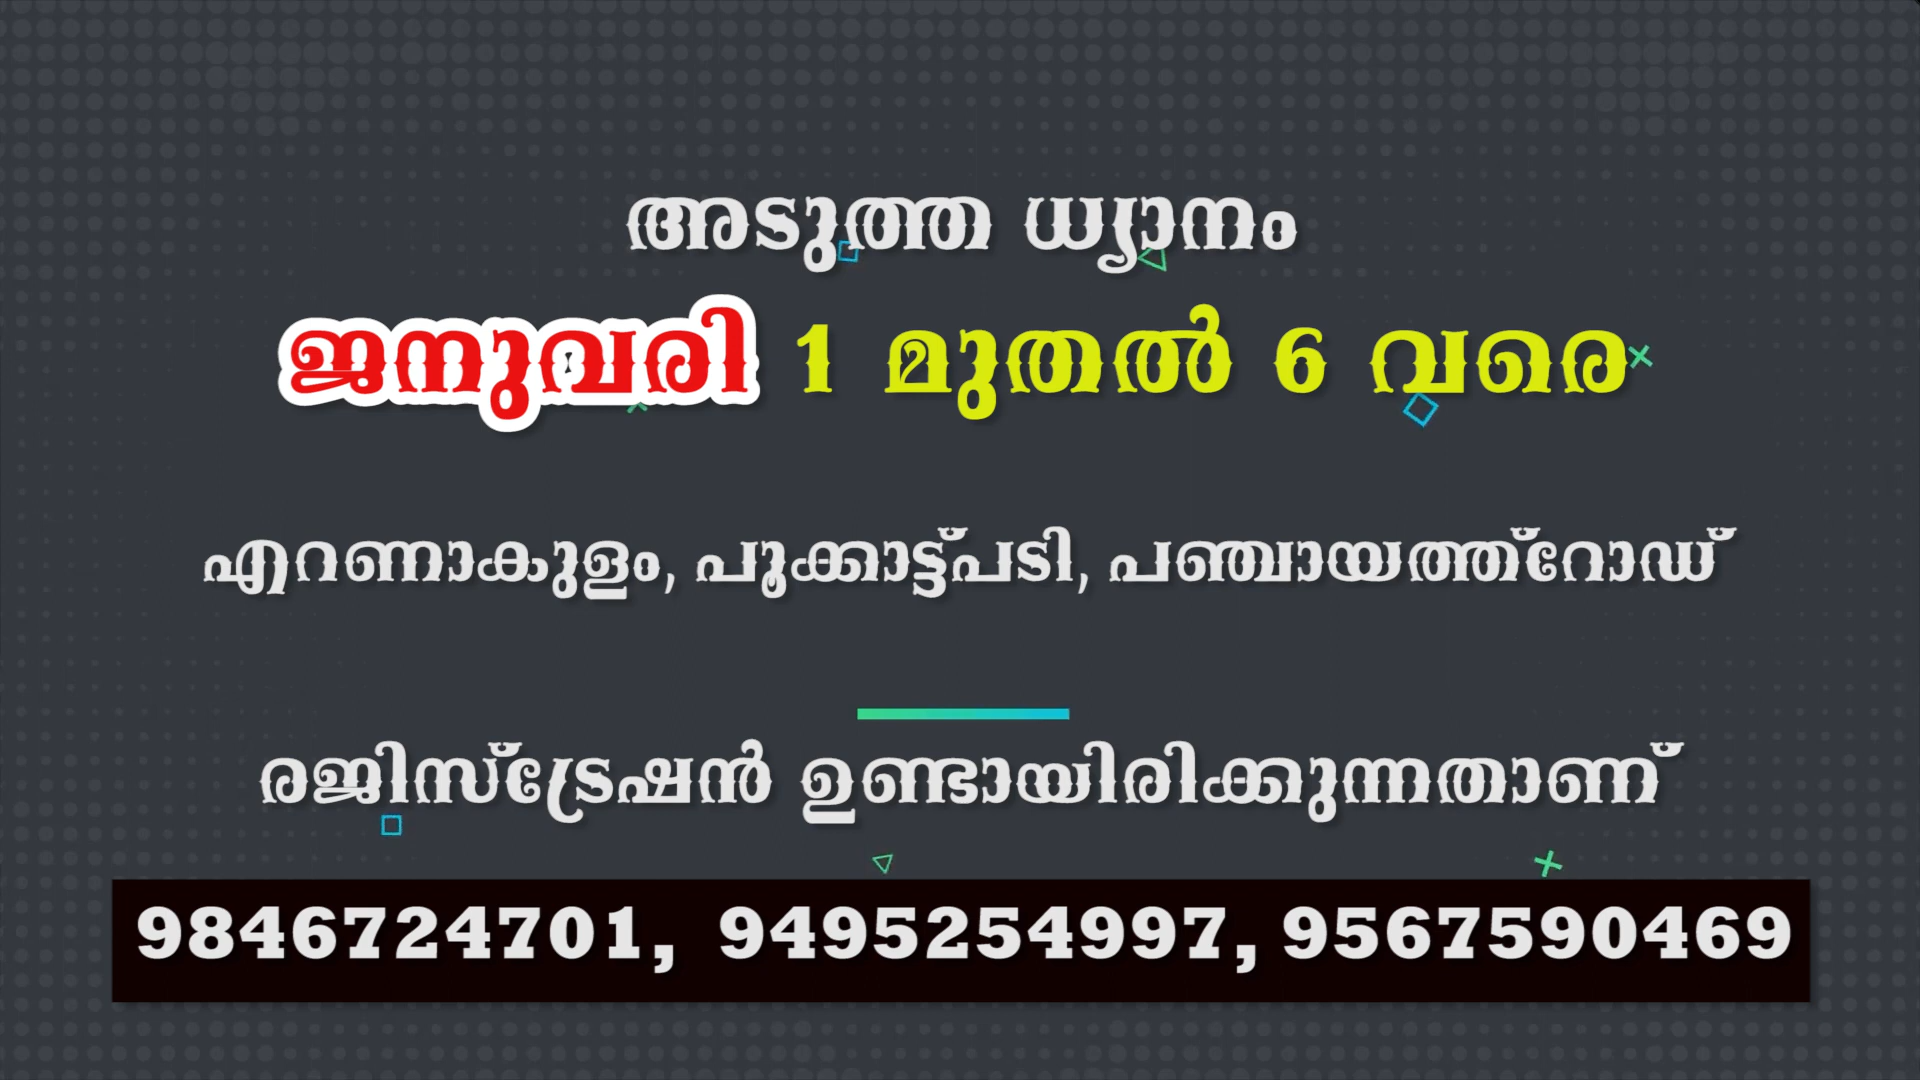 അടുത്ത ധ്യാനം
ജനുവരി 1 മുതൽ 6 വരെ
എറണാകുളം, പൂക്കാട്ട്പടി, പഞ്ചായത്ത്റോഡ്
രജിസ്ട്രേഷൻ ഉണ്ടായിരിക്കുന്നതാണ്
9846724701, 9495254997, 9567590469